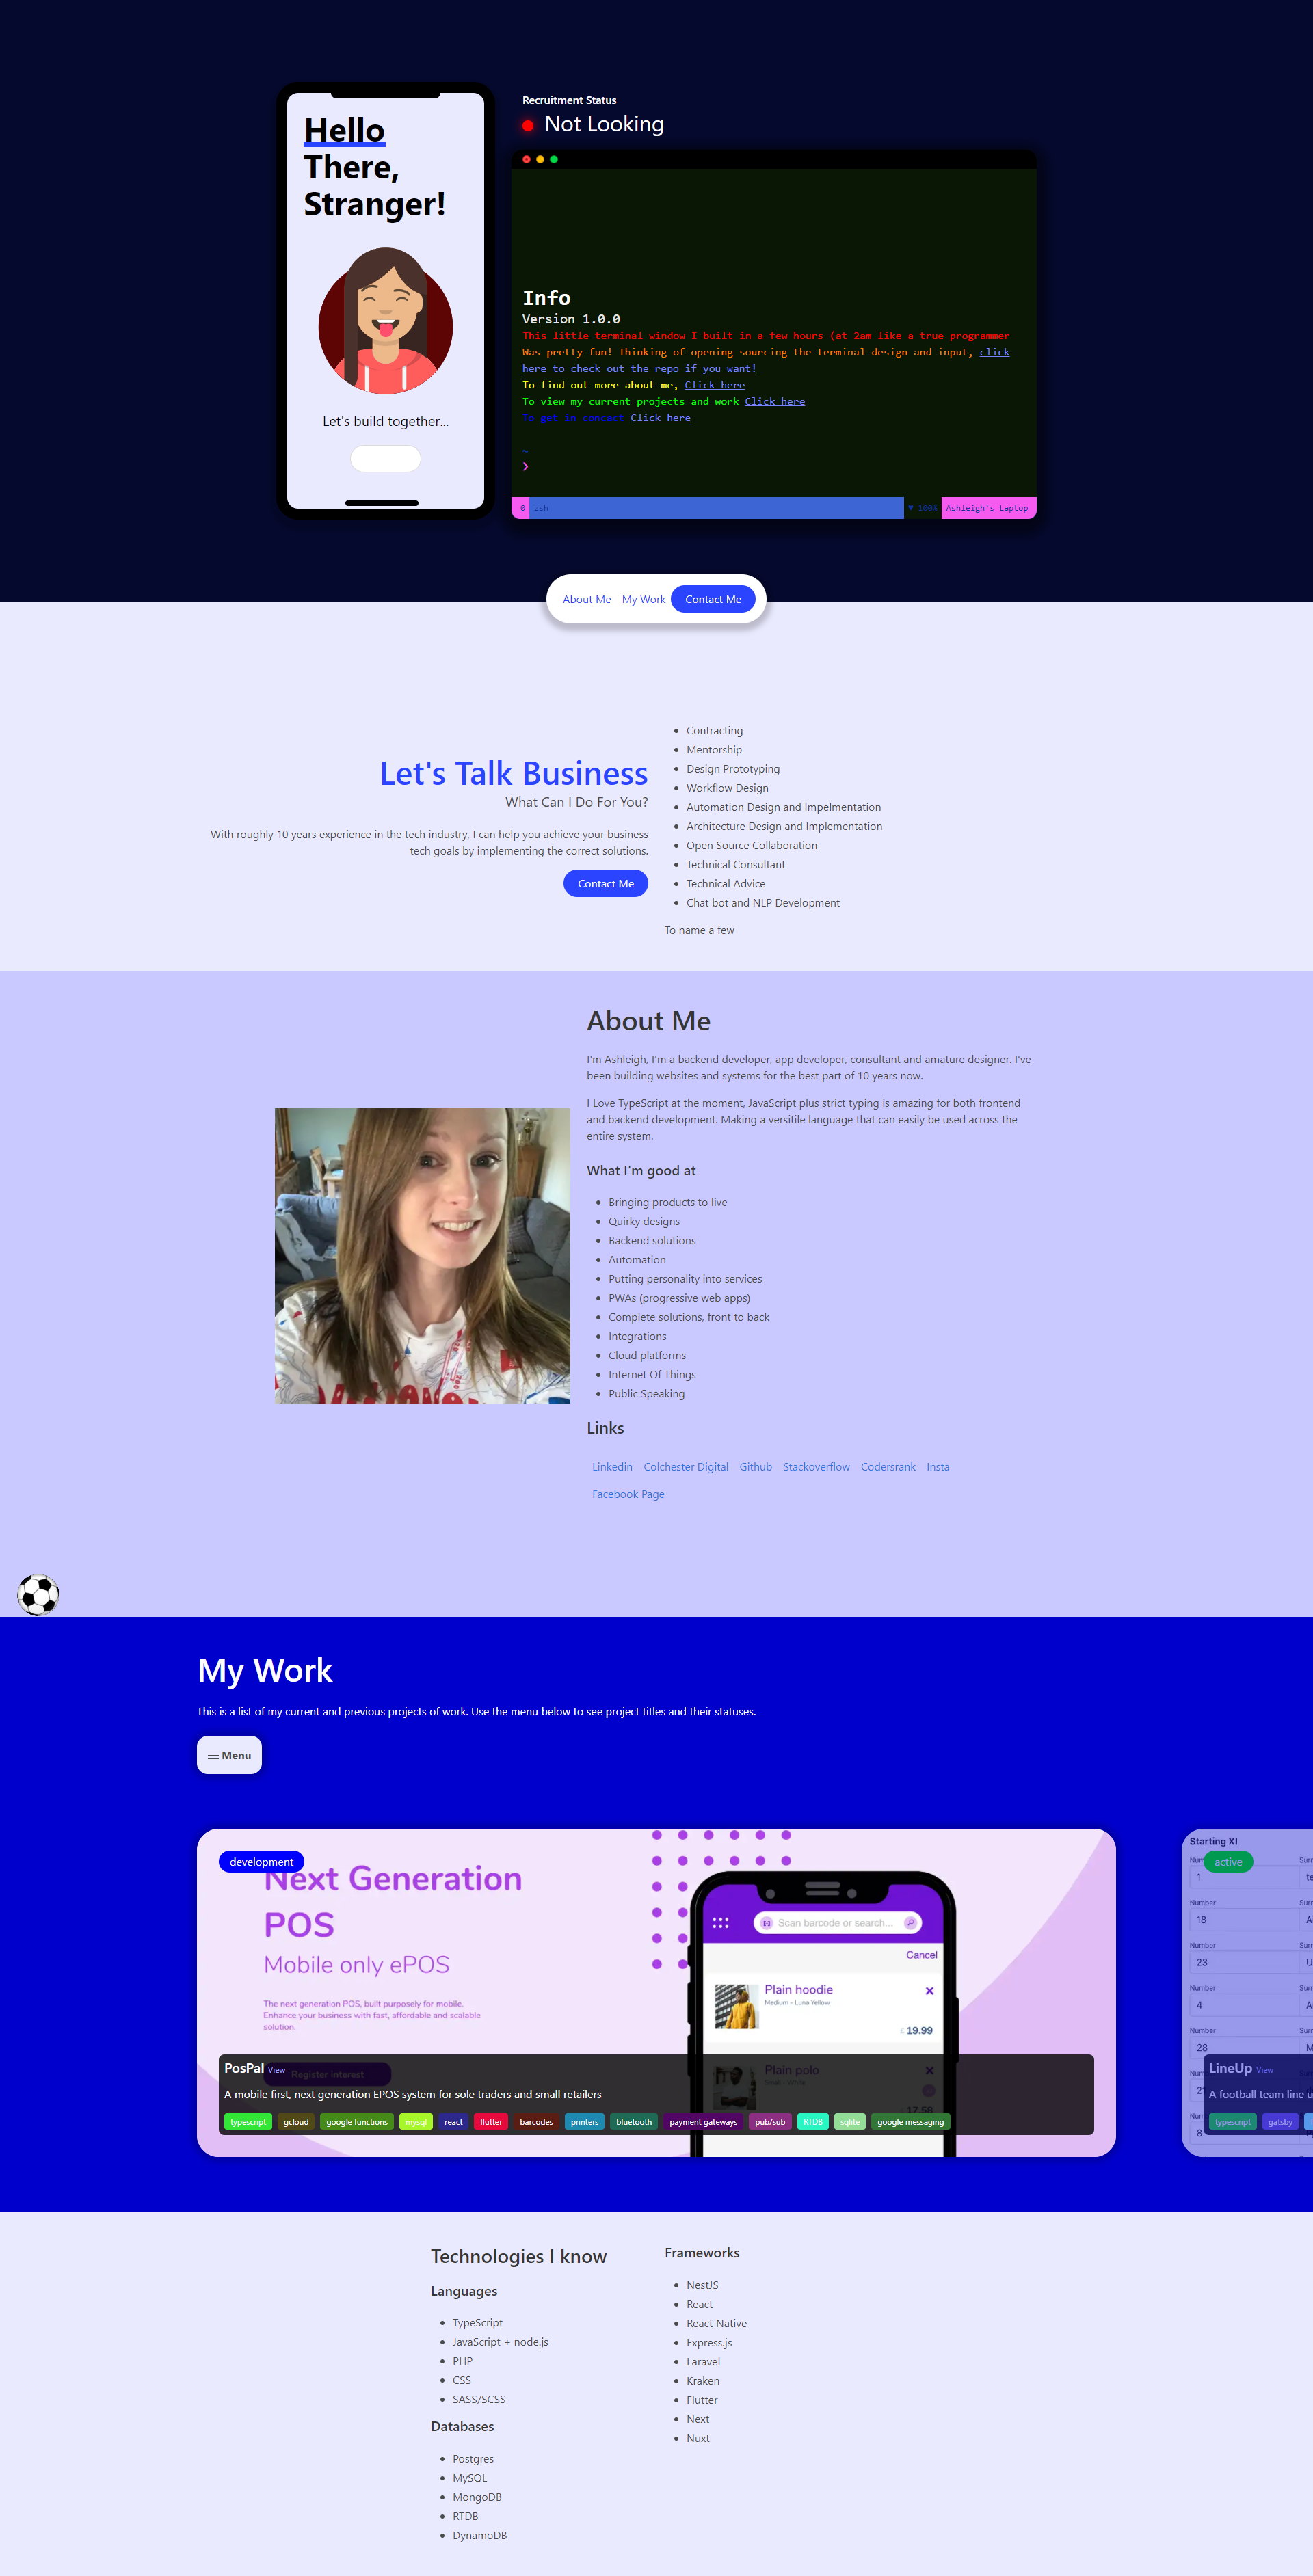 Hello
There,
Stranger!
Let's build together...
Recruitment Status
Not Looking
Info
Version 1.0.0
This little terminal window I built in a few hours (at 2am like a true programmer
Was pretty fun! Thinking of opening sourcing the terminal design and input, click
here to check out the repo if you want!
To find out more about me, Click here
To view my current projects and work Click here
To get in concact Click here
~
❯
0 zsh ♥ 100% Ashleigh's Laptop
About Me My Work Contact Me
Let's Talk Business
What Can I Do For You?
With roughly 10 years experience in the tech industry, I can help you achieve your business
tech goals by implementing the correct solutions.
Contact Me
Contracting
Mentorship
Design Prototyping
Workflow Design
Automation Design and Impelmentation
Architecture Design and Implementation
Open Source Collaboration
Technical Consultant
Technical Advice
Chat bot and NLP Development
To name a few
About Me
I'm Ashleigh, I'm a backend developer, app developer, consultant and amature designer. I've
been building websites and systems for the best part of 10 years now.
I Love TypeScript at the moment, JavaScript plus strict typing is amazing for both frontend
and backend development. Making a versitile language that can easily be used across the
entire system.
What I'm good at
Bringing products to live
Quirky designs
Backend solutions
Automation
Putting personality into services
PWAs (progressive web apps)
Complete solutions, front to back
Integrations
Cloud platforms
Internet Of Things
Public Speaking
Links
Linkedin Colchester Digital Github Stackoverflow Codersrank Insta
Facebook Page
My Work
This is a list of my current and previous projects of work. Use the menu below to see project titles and their statuses.
Menu
development
Next Generation
POS
Mobile only ePOS
The next generation POS, built purposely for mobile.
Enhance your business with fast, affordable and scalable
solution.
Register interest
Scan barcode or search...
Cancel
Plain hoodie
Medium - Luna Yellow
£ 19.99
Plain polo
17.58
PosPal View
A mobile first, next generation EPOS system for sole traders and small retailers
typescript gcloud google functions mysql react flutter barcodes printers bluetooth payment gateways pub/sub RTDB sqlite google messaging
Starting XI
active
1
Number
18
Number
23
Number
4
Number
28
Number
8
LineUp View
A football team line u
typescript gatsby
Technologies I know
Languages
TypeScript
JavaScript + node.js
PHP
CSS
SASS/SCSS
Databases
Postgres
MySQL
MongoDB
RTDB
DynamoDB
Frameworks
NestJS
React
React Native
Express.js
Laravel
Kraken
Flutter
Next
Nuxt